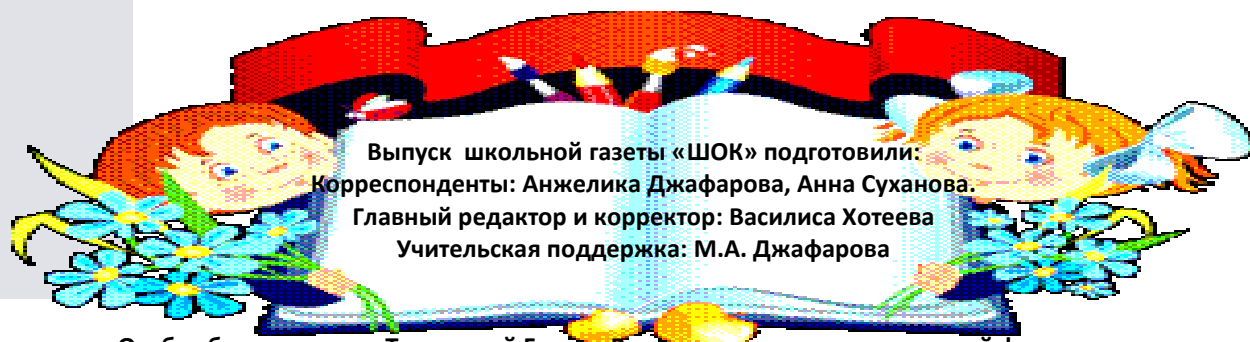 Выпуск школьной газеты «ШОК» подготовили:
Корреспонденты: Анжелика Джафарова, Анна Суханова.
Главный редактор и корректор: Василиса Хотеева
Учительская поддержка: М.А. Джафарова